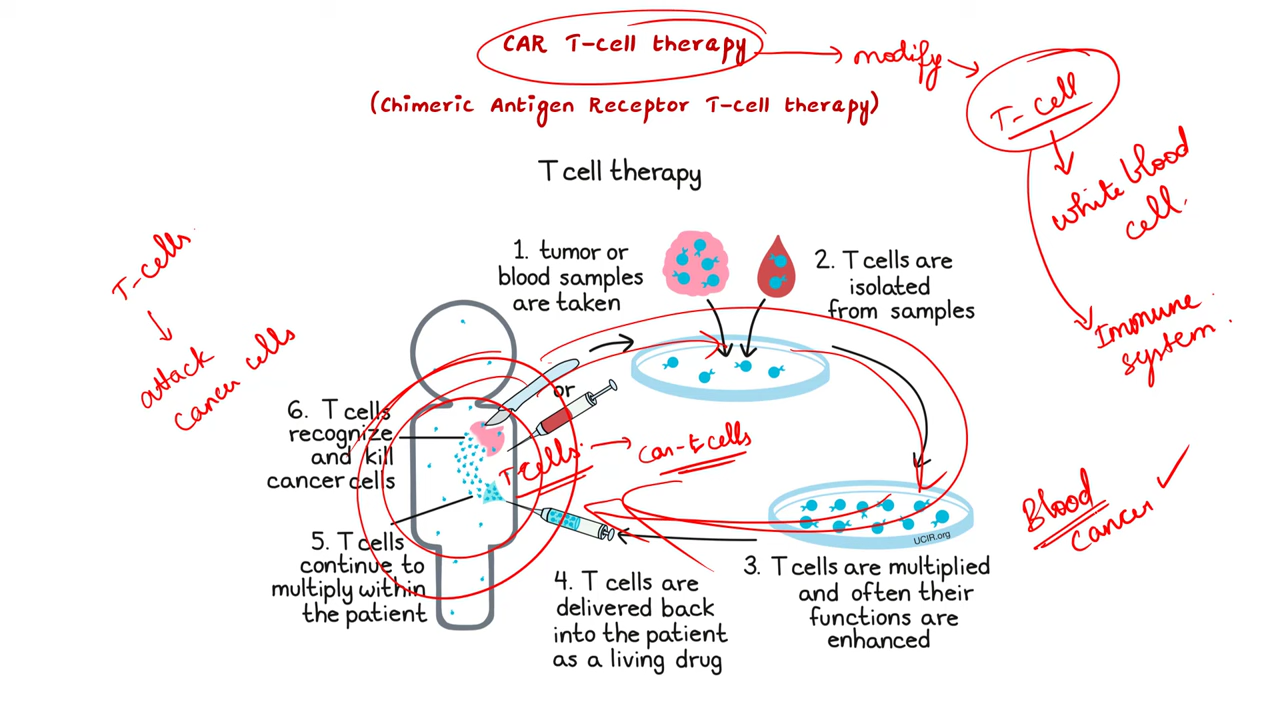 CAR T-cell therapy
modify
T-cell
(Chimeric Antigen Receptor T-cell therapy)
white blood
cell.
Immune
system.
T cell therapy
T-cells
attack
cancer cells
1. tumor or
blood samples
are taken
2. T cells are
isolated
from samples
or
6. T cells
recognize
and kill
cancer cells
T-cells.
Car-t cells
Blood
cancer
UCIR.org
5. T cells
continue to
multiply within
the patient
4. T cells are
delivered back
into the patient
as a living drug
3. T cells are multiplied
and often their
functions are
enhanced